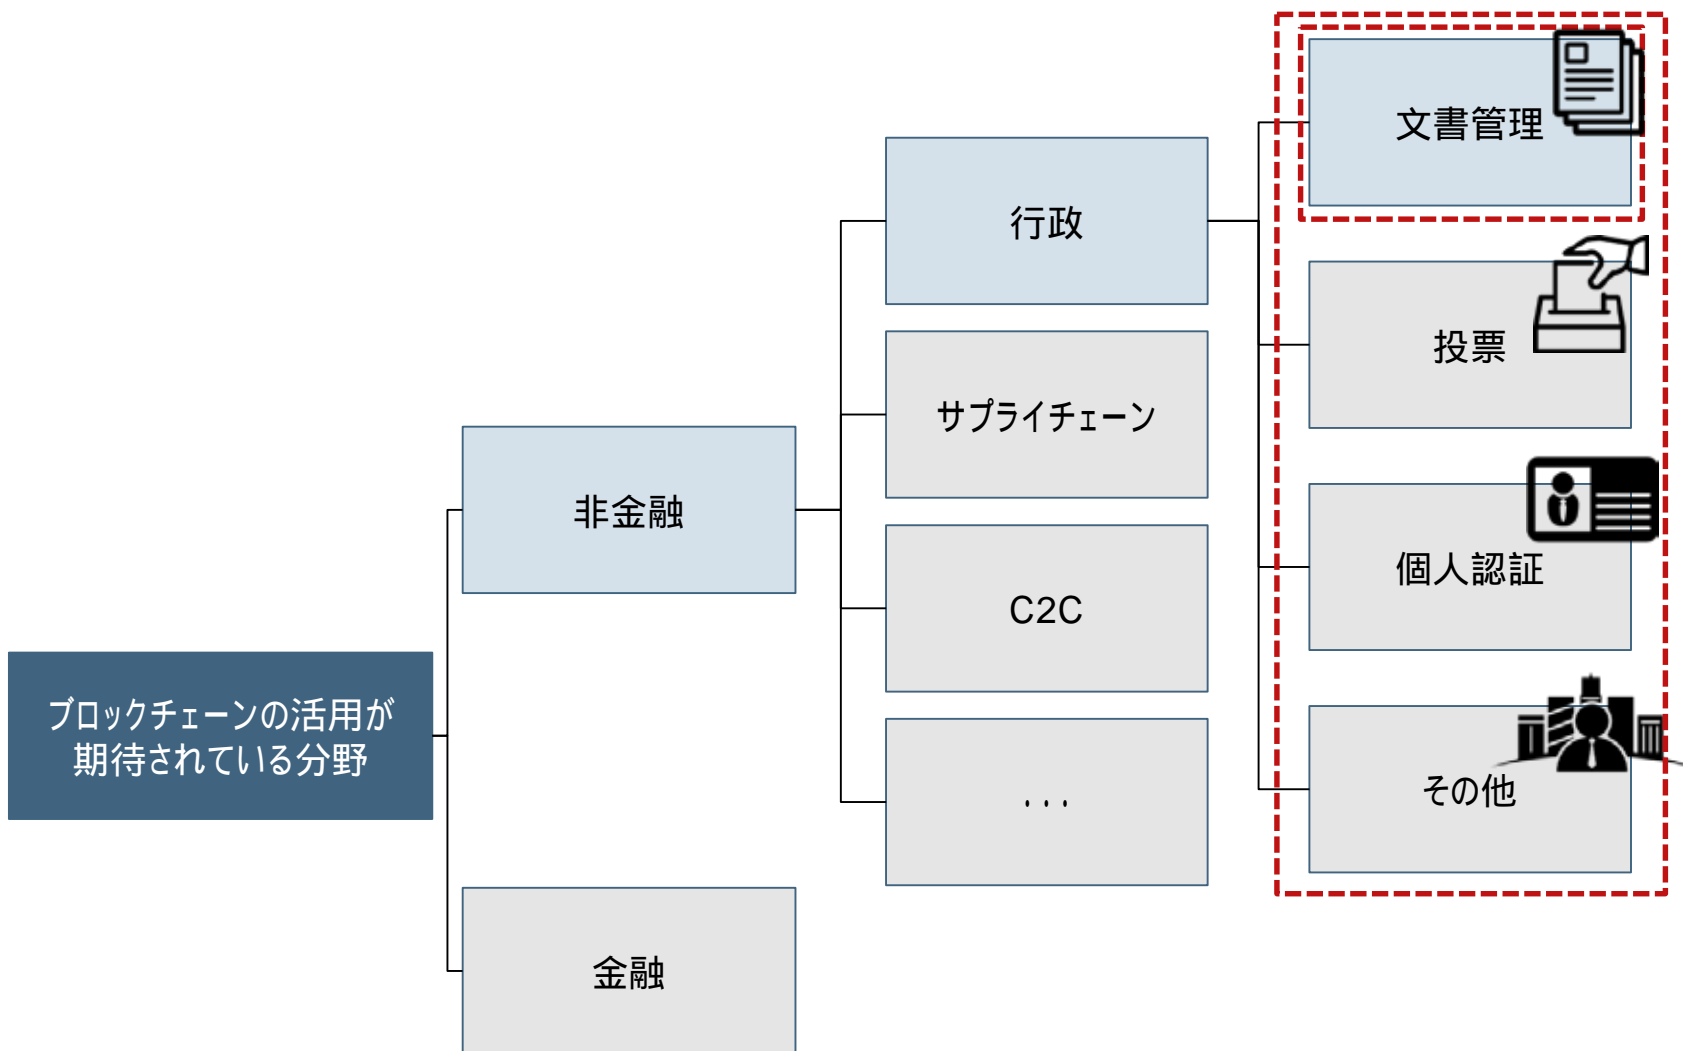 ブロックチェーンの活用が
期待されている分野
非金融
金融
行政
サプライチェーン
C2C
・・・
文書管理
投票
個人認証
その他